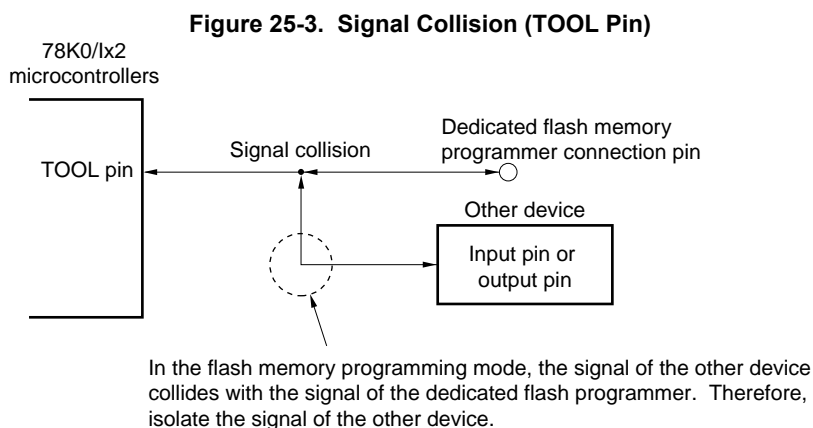 Figure 25-3. Signal Collision (TOOL Pin)
78K0/Ix2
microcontrollers
TOOL pin
Signal collision
Dedicated flash memory
programmer connection pin
Other device
Input pin or
output pin
In the flash memory programming mode, the signal of the other device
collides with the signal of the dedicated flash programmer. Therefore,
isolate the signal of the other device.